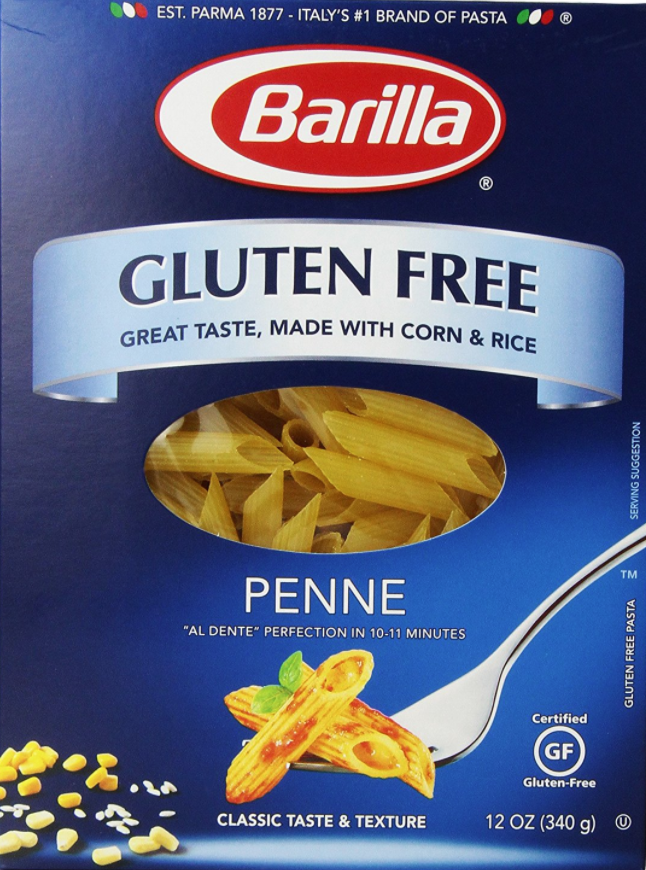 EST. PARMA 1877 - ITALY'S #1 BRAND OF PASTA ®
Barilla
®
GLUTEN FREE
GREAT TASTE, MADE WITH CORN & RICE
SERVING SUGGESTION
PENNE
"AL DENTE" PERFECTION IN 10-11 MINUTES
TM
GLUTEN FREE PASTA
Certified
GF
Gluten-Free
CLASSIC TASTE & TEXTURE
12 OZ (340 g) U